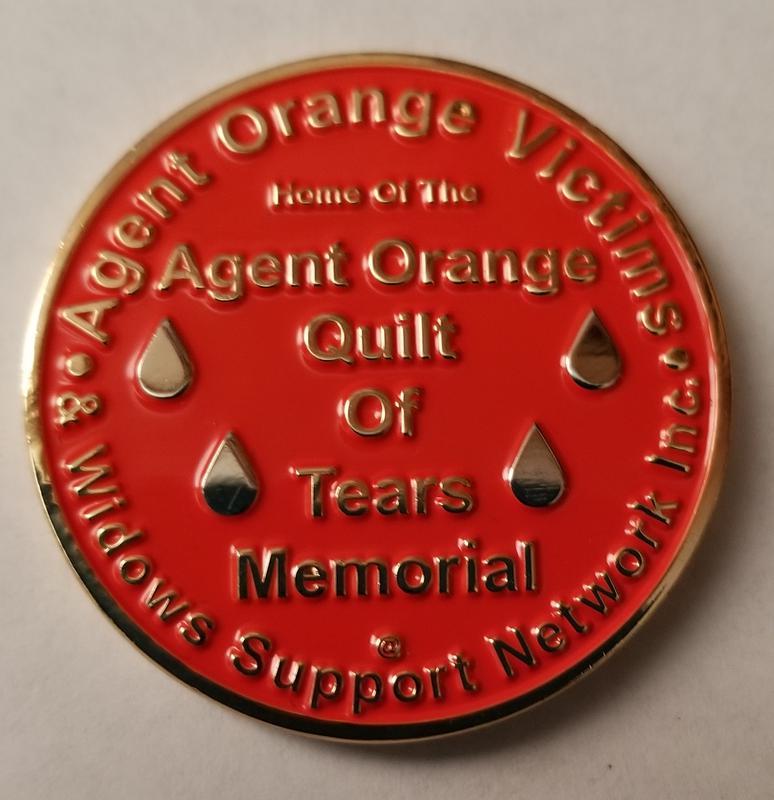 • Agent Orange Victims •
Home Of The
Agent Orange
Quilt
Of
Tears
Memorial
@
& Widows Support Network Inc.